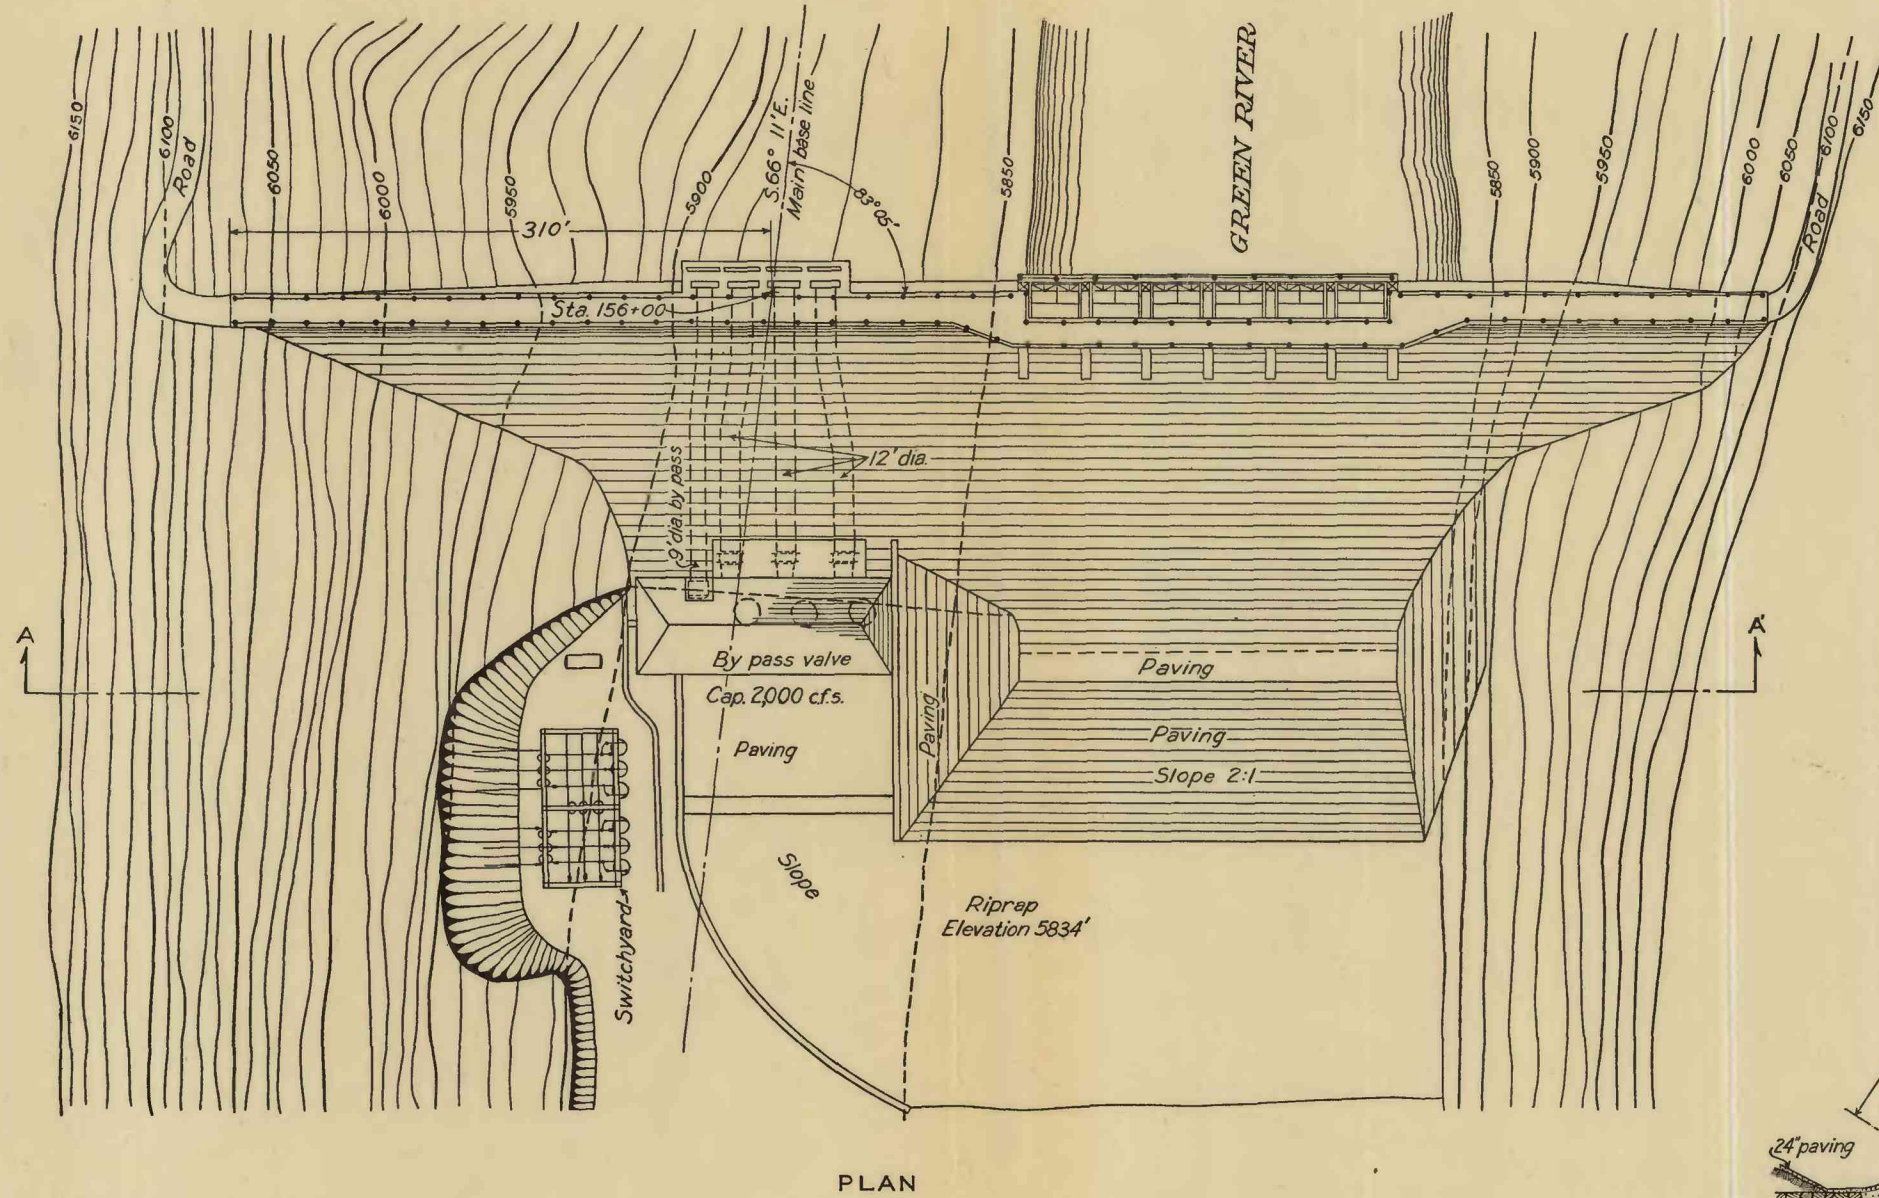 6150
6100
Road
6050
6000
5950
5900
S.66° 11' E.
Main base line
83°05'
5850
GREEN RIVER
5850
5900
5950
6000
6050
6100
6150
Road
310'
Sta. 156+00
12' dia.
9' dia. by pass
A
A'
By pass valve
Cap. 2,000 c.f.s.
Paving
Paving
Paving
Paving
Slope 2:1
Slope
Riprap
Elevation 5834'
Switchyard
24" paving
PLAN